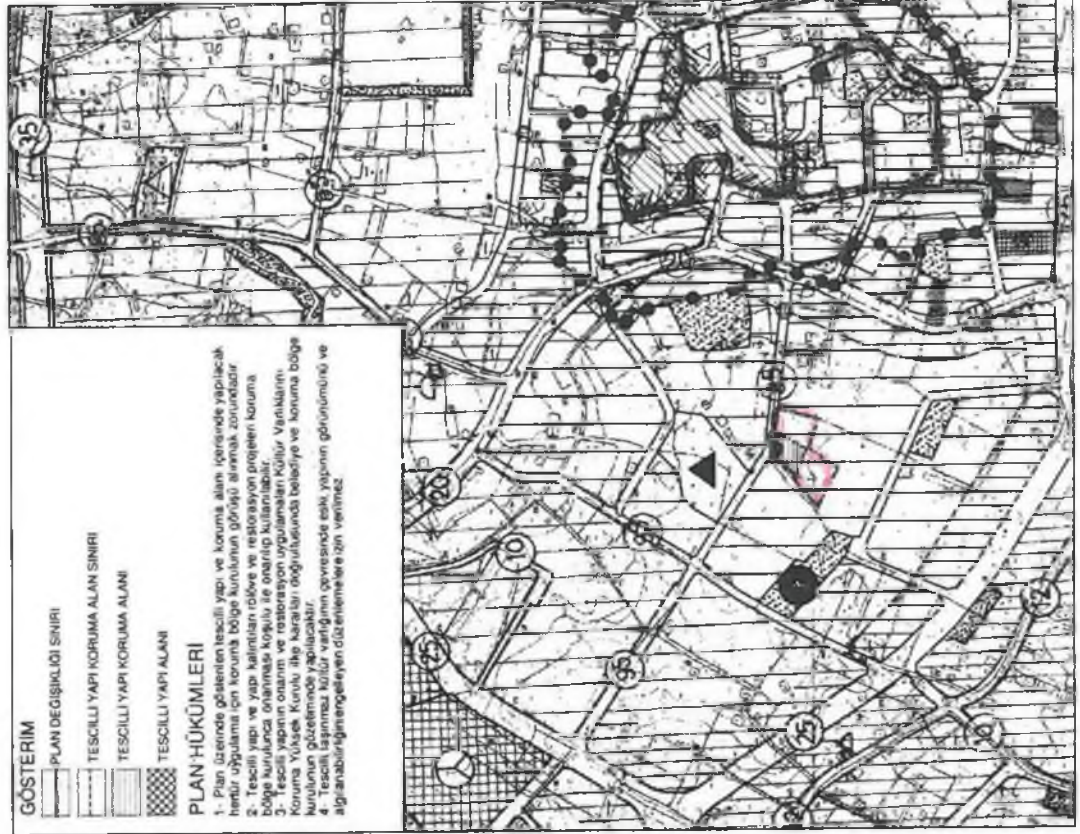 GÖSTERİM
PLAN DEĞİŞİKLİĞİ SINIRI
TESCİLLİ YAPI KORUMA ALAN SINIRI
TESCİLLİ YAPI KORUMA ALANI
TESCİLLİ YAPI ALANI
PLAN HÜKÜMLERİ
1- Plan üzerinde gösterilen tescilli yapı ve koruma alanı içerisinde yapılacak
hertür uygulama için koruma bölge kurulunun görüşü alınmak zorundadır
2- Tescilli yapı ve yapı kalıntıları rölöve ve restorasyon projeleri koruma
bölge kurulunca onanması koşulu ile onarılıp kullanılabilir.
3- Tescilli yapının onarım ve restorasyon uygulamaları Kültür Varlıklarını
Koruma Yüksek Kurulu ilke kararları doğrultusunda belediye ve koruma bölge
kurulunun gözetiminde yapılacaktır.
4- Tescilli taşınmaz kültür varlığının çevresinde eski yapının görünümünü ve
algılanabilirliğini engelleyen düzenlemelere izin verilmez
25
20
10
25
25
12